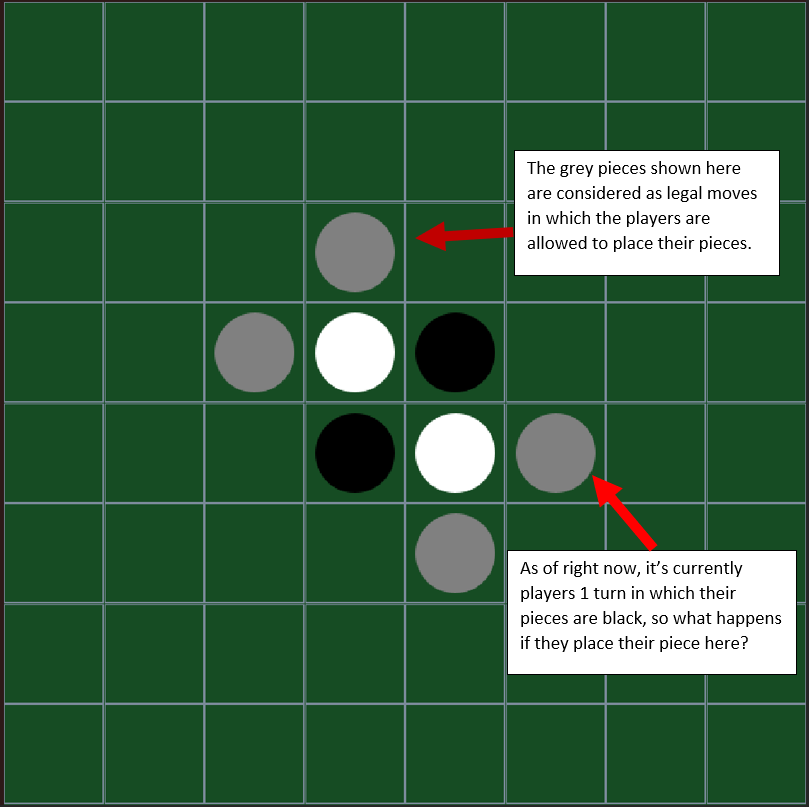 The grey pieces shown here
are considered as legal moves
in which the players are
allowed to place their pieces.
As of right now, it’s currently
players 1 turn in which their
pieces are black, so what happens
if they place their piece here?